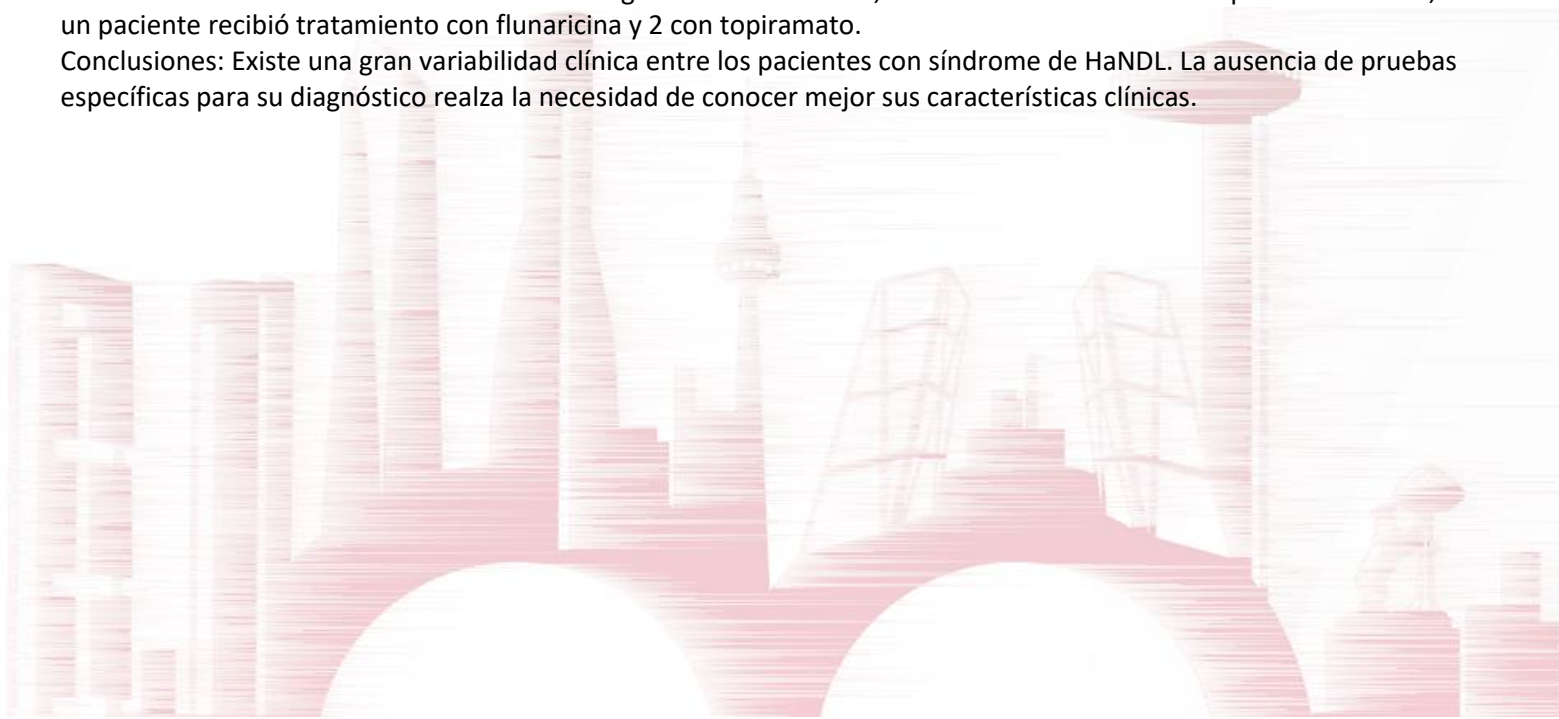 un paciente recibió tratamiento con flunaricina y 2 con topiramato.
Conclusiones: Existe una gran variabilidad clínica entre los pacientes con síndrome de HaNDL. La ausencia de pruebas
específicas para su diagnóstico realza la necesidad de conocer mejor sus características clínicas.